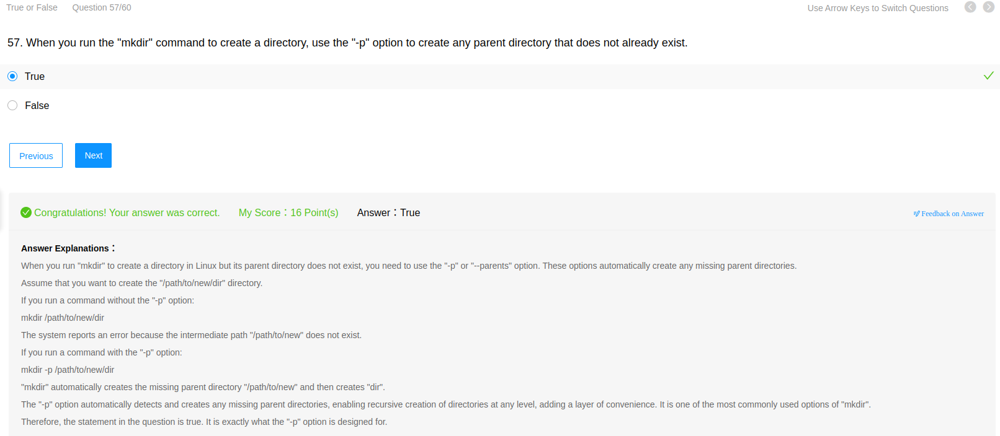 True or False Question 57/60 Use Arrow Keys to Switch Questions
57. When you run the "mkdir" command to create a directory, use the "-p" option to create any parent directory that does not already exist.
True
False
Previous Next
Congratulations! Your answer was correct. My Score：16 Point(s) Answer：True Feedback on Answer
Answer Explanations：
When you run "mkdir" to create a directory in Linux but its parent directory does not exist, you need to use the "-p" or "--parents" option. These options automatically create any missing parent directories.
Assume that you want to create the "/path/to/new/dir" directory.
If you run a command without the "-p" option:
mkdir /path/to/new/dir
The system reports an error because the intermediate path "/path/to/new" does not exist.
If you run a command with the "-p" option:
mkdir -p /path/to/new/dir
"mkdir" automatically creates the missing parent directory "/path/to/new" and then creates "dir".
The "-p" option automatically detects and creates any missing parent directories, enabling recursive creation of directories at any level, adding a layer of convenience. It is one of the most commonly used options of "mkdir".
Therefore, the statement in the question is true. It is exactly what the "-p" option is designed for.